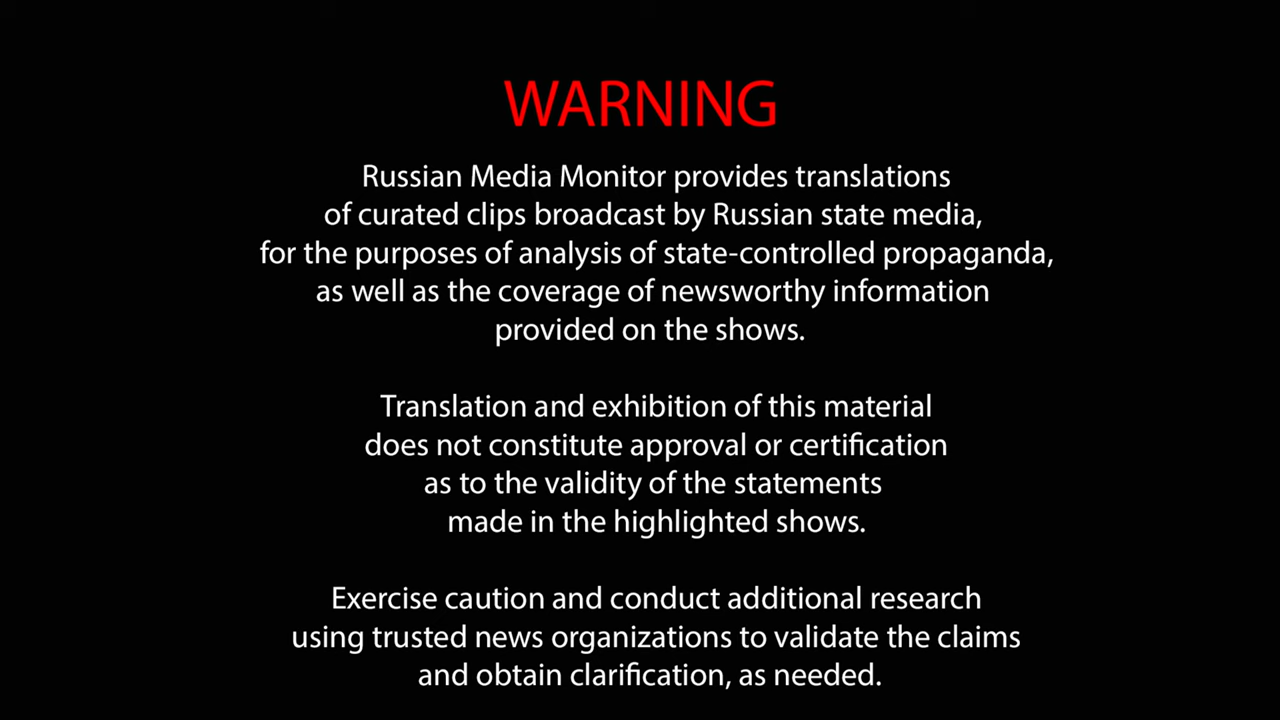 WARNING
Russian Media Monitor provides translations
of curated clips broadcast by Russian state media,
for the purposes of analysis of state-controlled propaganda,
as well as the coverage of newsworthy information
provided on the shows.
Translation and exhibition of this material
does not constitute approval or certification
as to the validity of the statements
made in the highlighted shows.
Exercise caution and conduct additional research
using trusted news organizations to validate the claims
and obtain clarification, as needed.